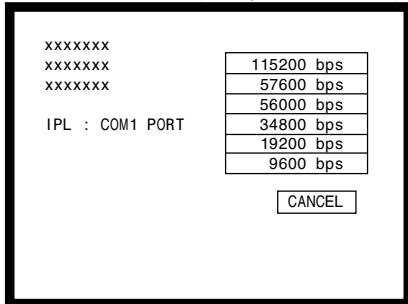 xxxxxxx
xxxxxxx
xxxxxxx
IPL : COM1 PORT
115200 bps
57600 bps
56000 bps
34800 bps
19200 bps
9600 bps
CANCEL